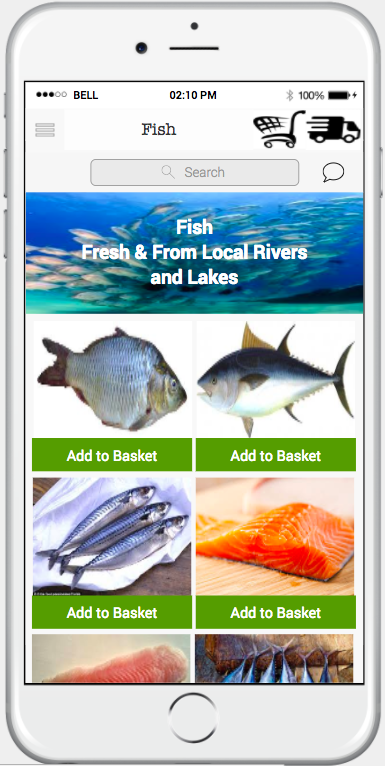 BELL
02:10 PM
100%
Fish
Search
Fish
Fresh & From Local Rivers
and Lakes
Add to Basket
Add to Basket
Add to Basket
Add to Basket